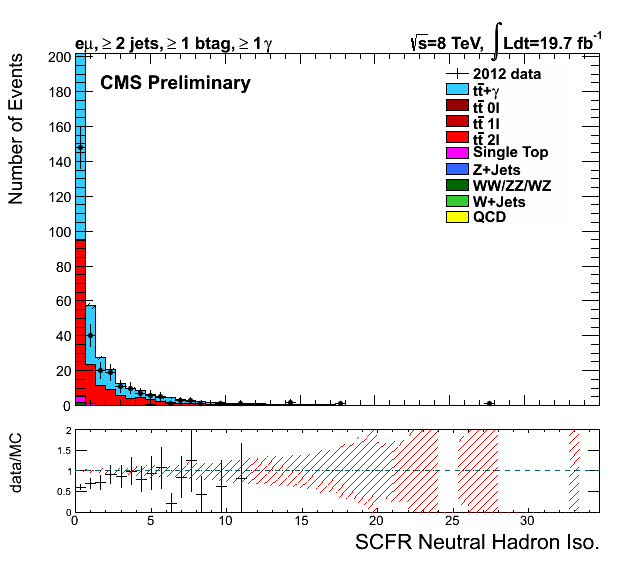 eμ, ≥ 2 jets, ≥ 1 btag, ≥ 1 γ
√s=8 TeV, ∫ Ldt=19.7 fb⁻¹
CMS Preliminary
2012 data
tt̄+γ
tt̄ 0l
tt̄ 1l
tt̄ 2l
Single Top
Z+Jets
WW/ZZ/WZ
W+Jets
QCD
Number of Events
200
180
160
140
120
100
80
60
40
20
0
data/MC
2
1.5
1
0.5
0
0 5 10 15 20 25 30
SCFR Neutral Hadron Iso.